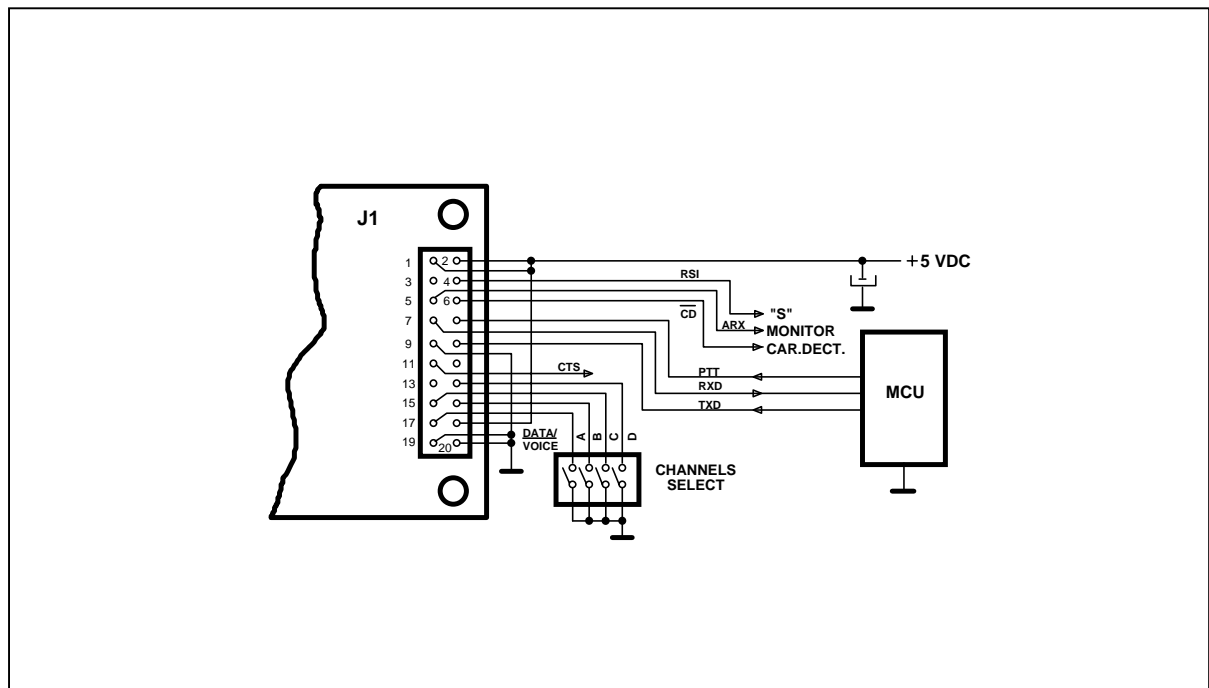 J1
1
2
+5 VDC
3
4
RSI
5
6
CD
ARX
"S"
MONITOR
CAR.DECT.
7
9
11
CTS
13
15
17
19
20
PTT
RXD
TXD
MCU
DATA/
VOICE
A
B
C
D
CHANNELS
SELECT